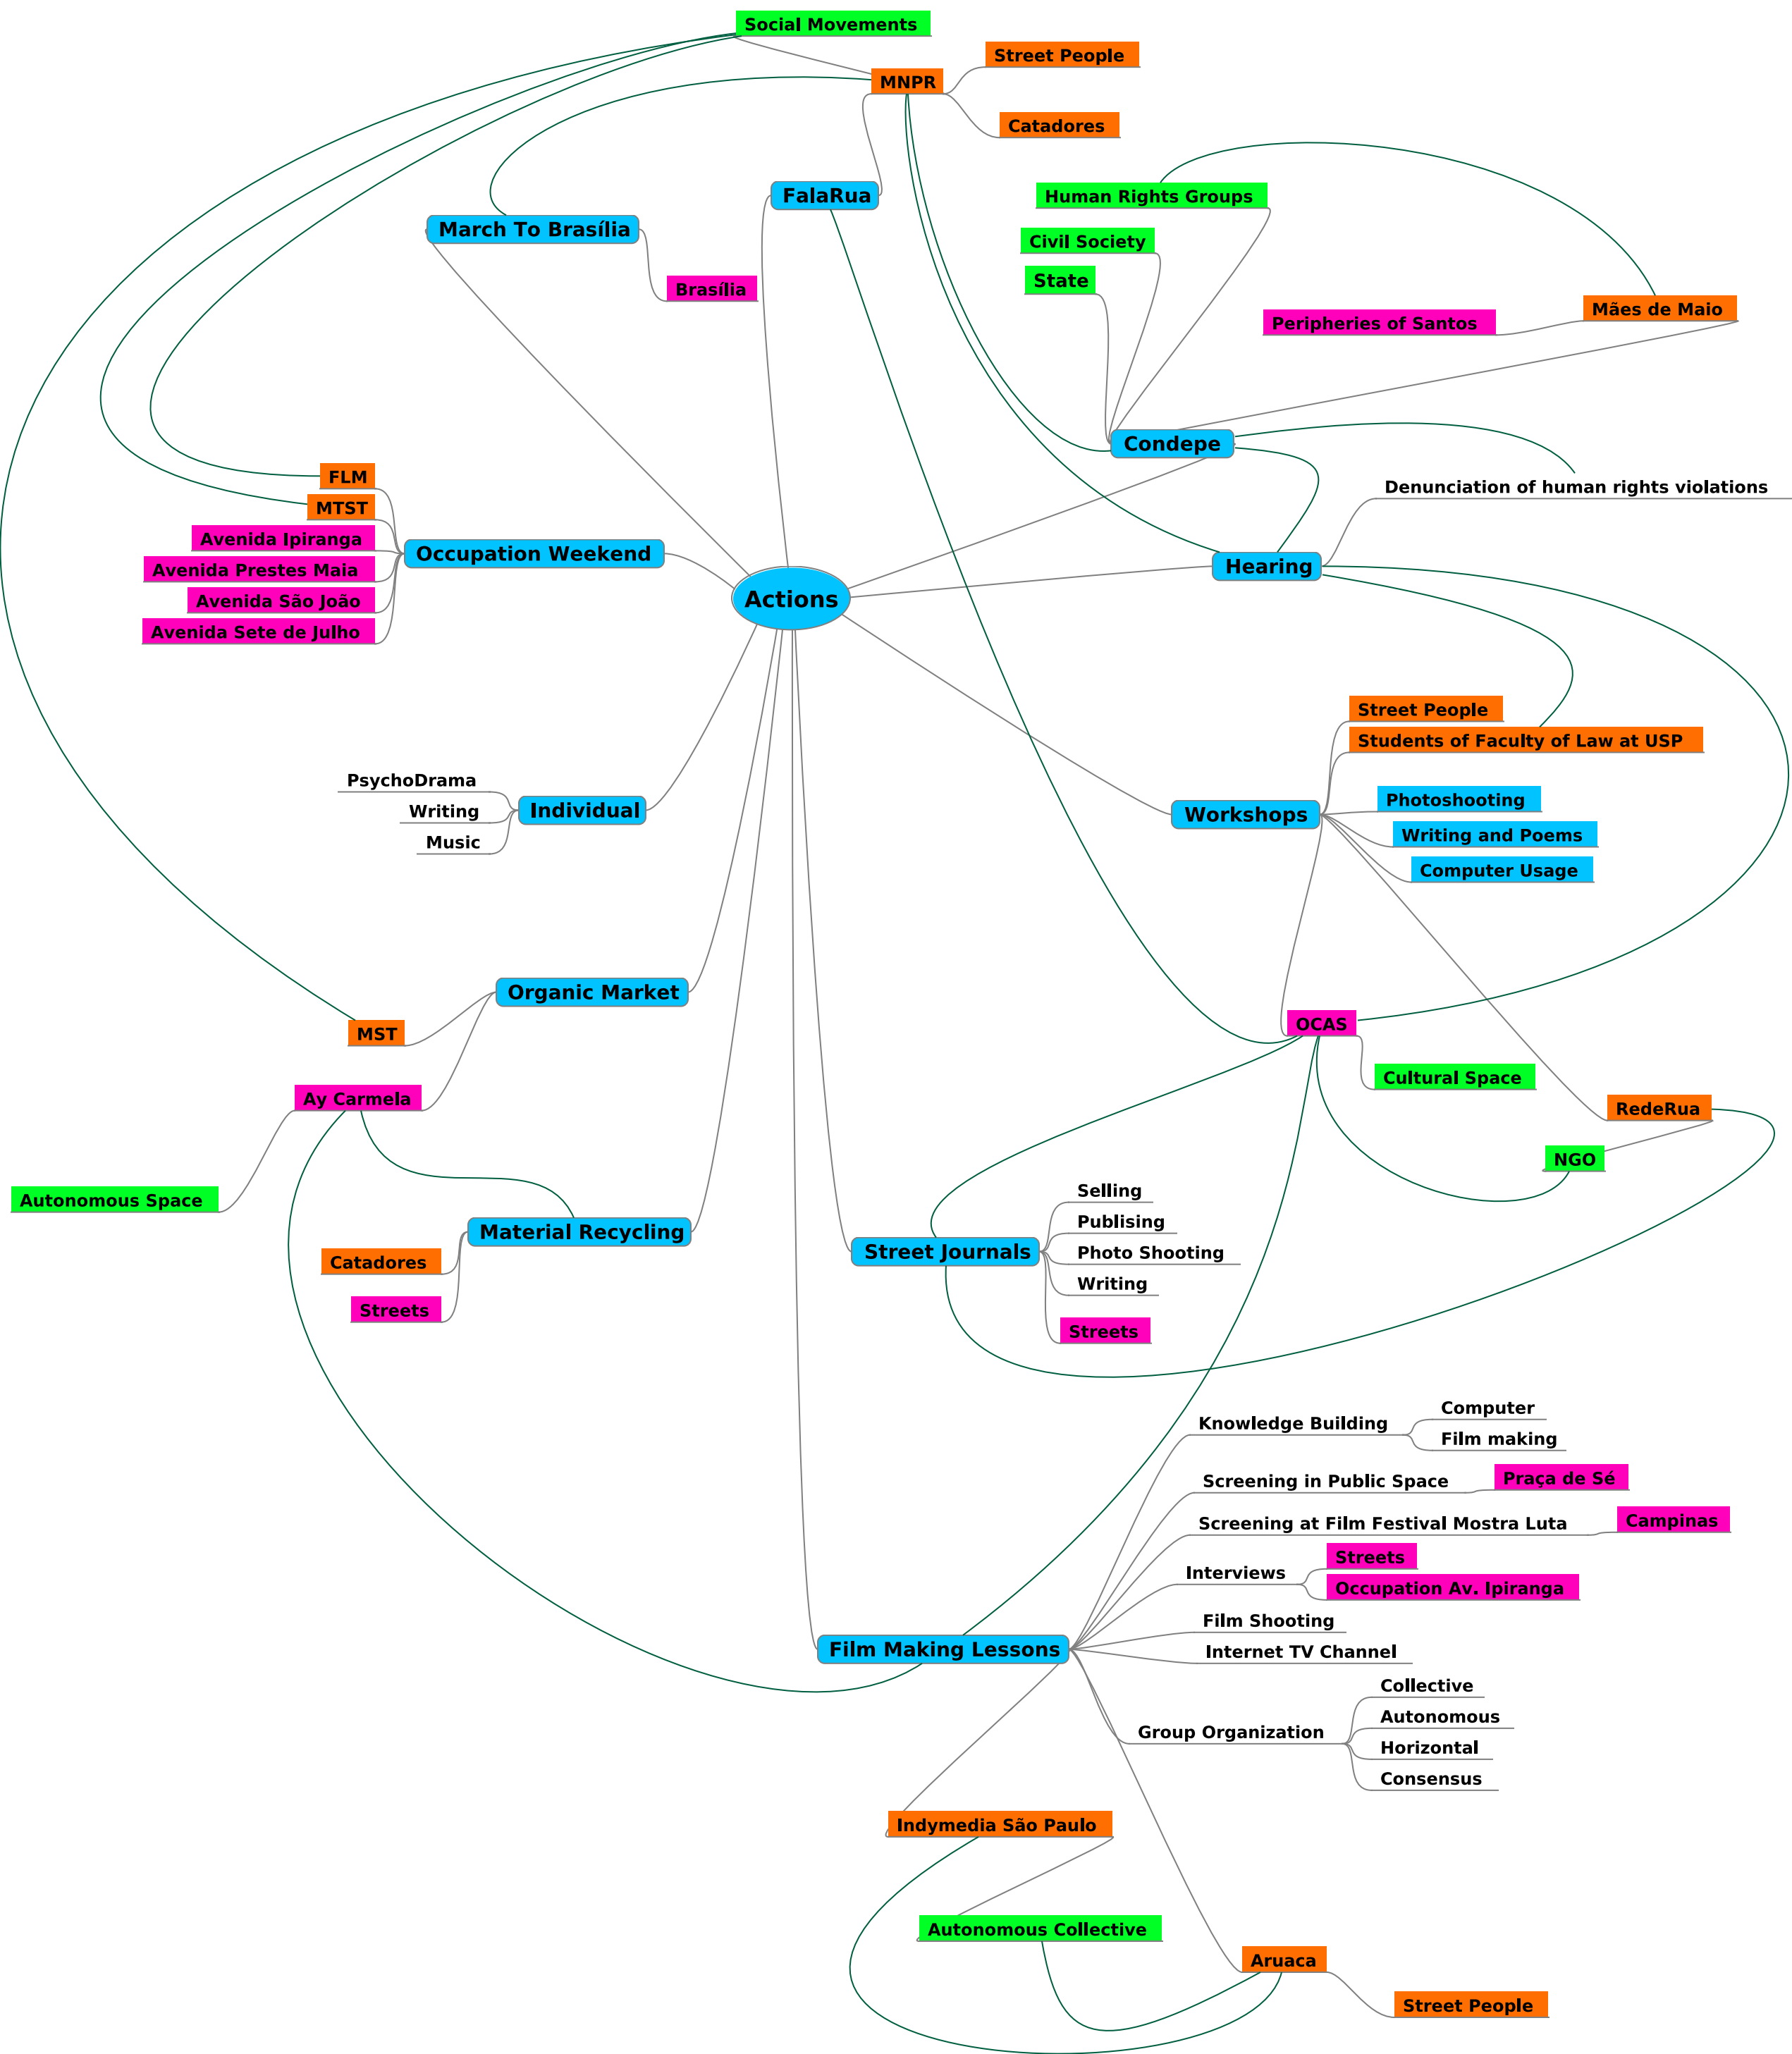 Social Movements
Street People
MNPR
Catadores
FalaRua
Human Rights Groups
March To Brasília
Civil Society
State
Brasília
Mães de Maio
Peripheries of Santos
Condepe
FLM
Denunciation of human rights violations
MTST
Avenida Ipiranga
Occupation Weekend
Hearing
Avenida Prestes Maia
Actions
Avenida São João
Avenida Sete de Julho
Street People
Students of Faculty of Law at USP
PsychoDrama
Photoshooting
Writing
Individual
Workshops
Writing and Poems
Music
Computer Usage
Organic Market
MST
OCAS
Cultural Space
Ay Carmela
RedeRua
NGO
Autonomous Space
Selling
Publising
Material Recycling
Street Journals
Photo Shooting
Catadores
Writing
Streets
Streets
Computer
Knowledge Building
Film making
Screening in Public Space
Praça de Sé
Screening at Film Festival Mostra Luta
Campinas
Streets
Interviews
Occupation Av. Ipiranga
Film Shooting
Film Making Lessons
Internet TV Channel
Collective
Autonomous
Group Organization
Horizontal
Consensus
Indymedia São Paulo
Autonomous Collective
Aruaca
Street People